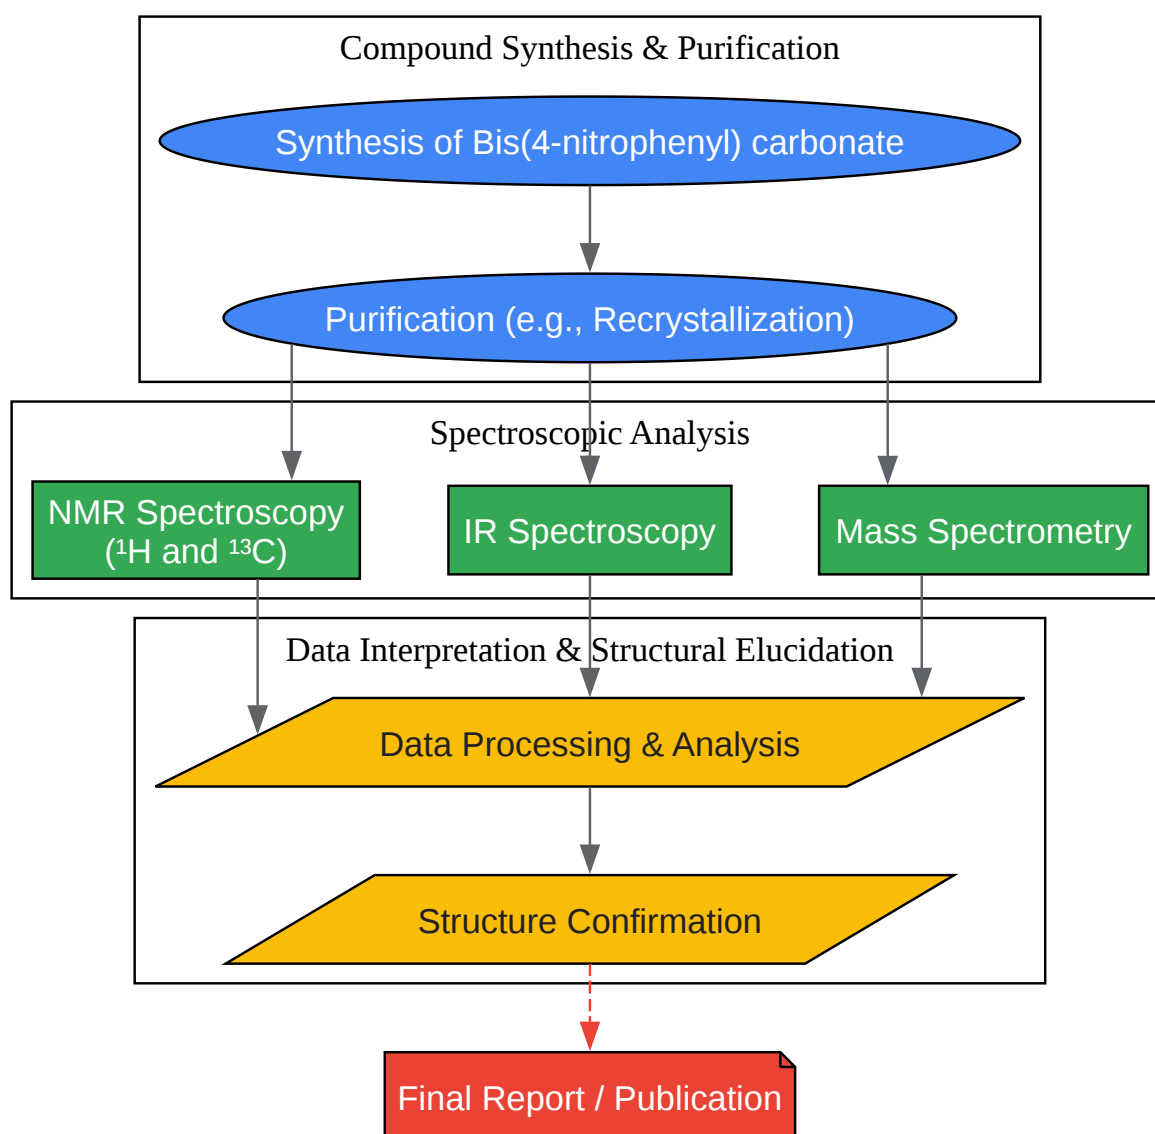 Compound Synthesis & Purification
Synthesis of Bis(4-nitrophenyl) carbonate
Purification (e.g., Recrystallization)
Spectroscopic Analysis
NMR Spectroscopy
(¹H and ¹³C)
IR Spectroscopy
Mass Spectrometry
Data Interpretation & Structural Elucidation
Data Processing & Analysis
Structure Confirmation
Final Report / Publication